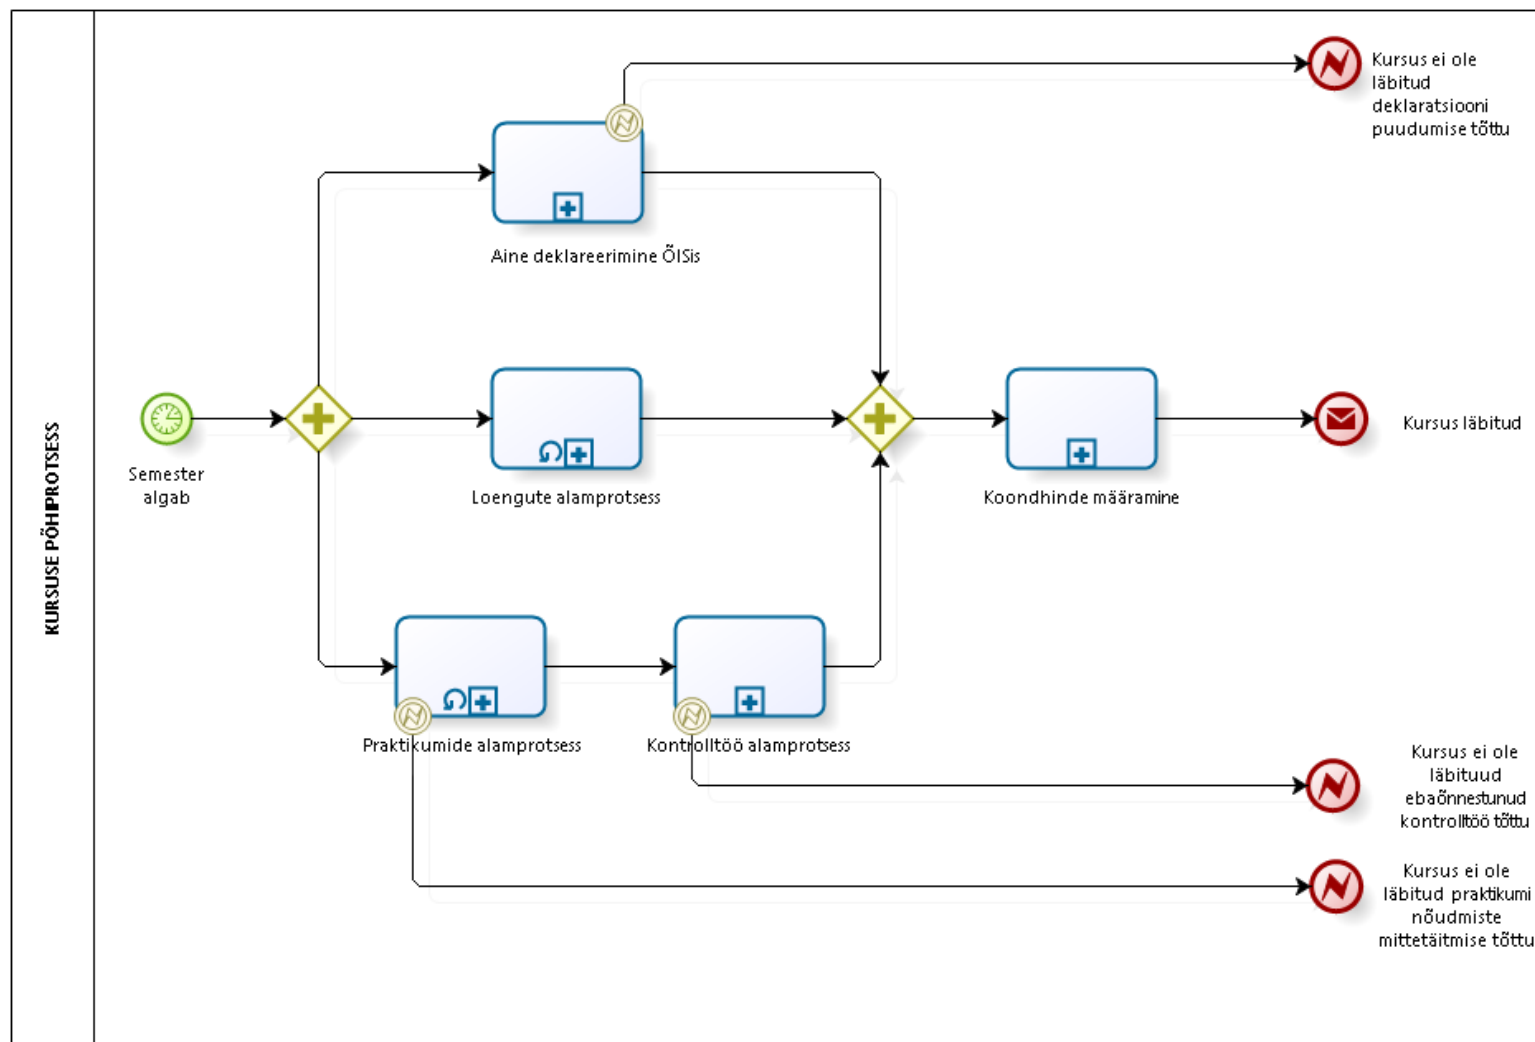 KURSUSE PÕHIPROTSESS
Kursus ei ole
läbitud
deklaratsiooni
puudumise tõttu
Aine deklareerimine ÕISis
Semester
algab
Loengute alamprotsess
Koondhinde määramine
Kursus läbitud
Praktikumide alamprotsess
Kontrolltöö alamprotsess
Kursus ei ole
läbituud
ebaõnnestunud
kontrolltöö tõttu
Kursus ei ole
läbitud praktikumi
nõudmiste
mittetäitmise tõttu